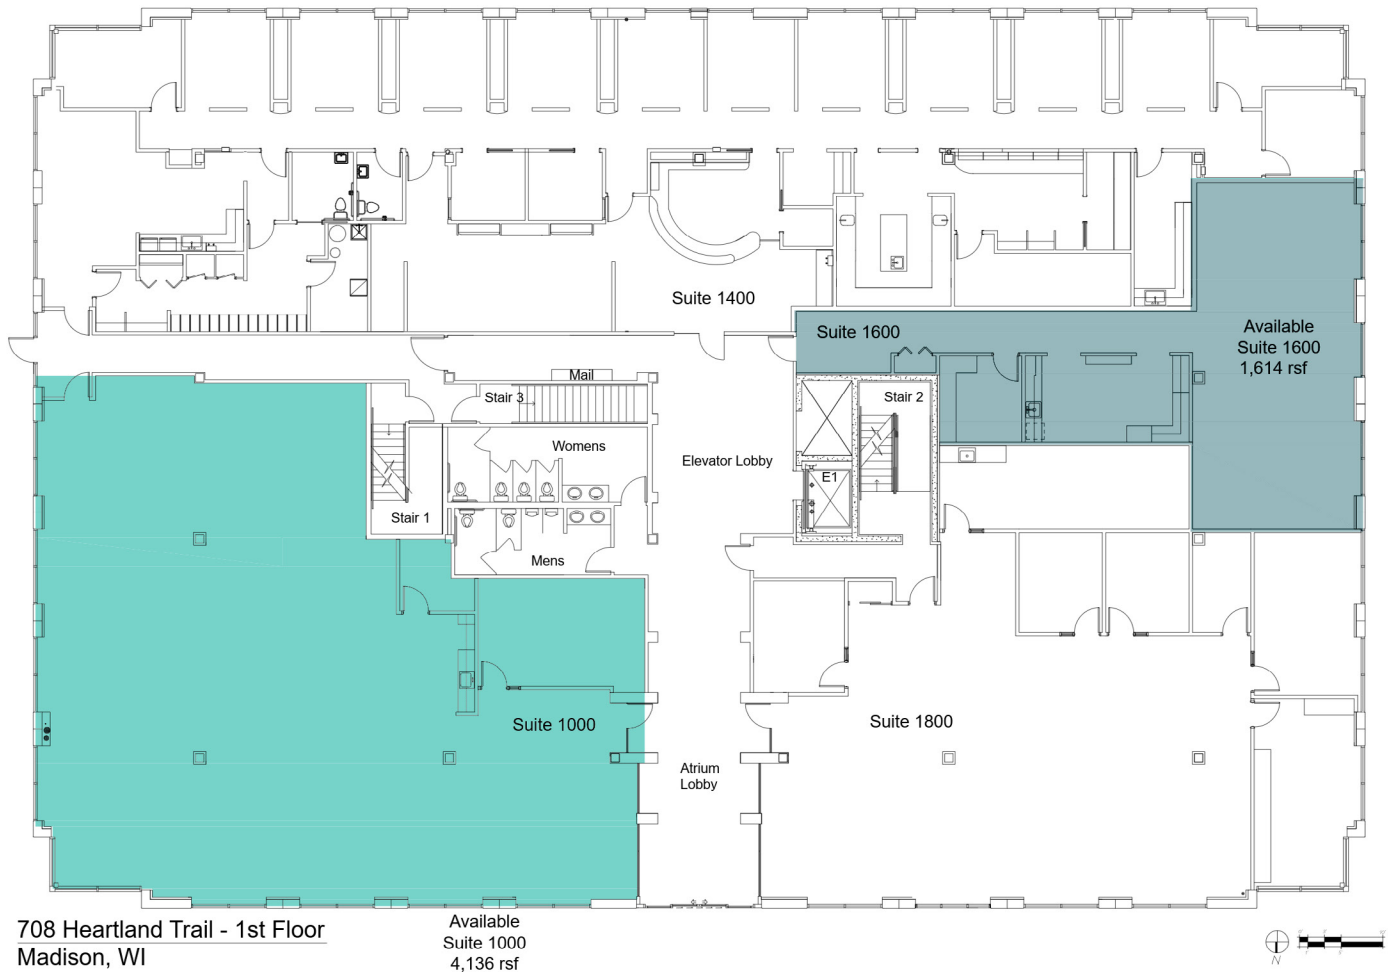 Suite 1400
Suite 1600
Available
Suite 1600
1,614 rsf
Mail
Stair 3
Stair 2
Womens
Elevator Lobby
E1
Stair 1
Mens
Suite 1000
Suite 1800
Atrium
Lobby
708 Heartland Trail - 1st Floor
Madison, WI
Available
Suite 1000
4,136 rsf
N